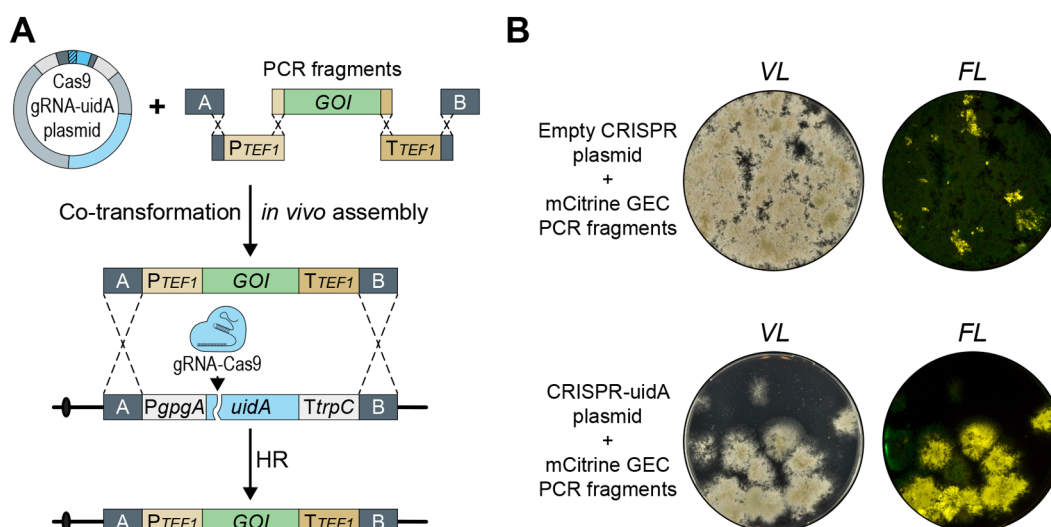 A
Cas9
gRNA-uidA
plasmid
+
PCR fragments
A
GOI
B
PTEF1
TTEF1
Co-transformation
in vivo assembly
A
PTEF1
GOI
TTEF1
B
gRNA-Cas9
A
PgpgA
uidA
TtrpC
B
HR
A
PTEF1
GOI
TTEF1
B
B
VL
FL
Empty CRISPR
plasmid
+
mCitrine GEC
PCR fragments
VL
FL
CRISPR-uidA
plasmid
+
mCitrine GEC
PCR fragments